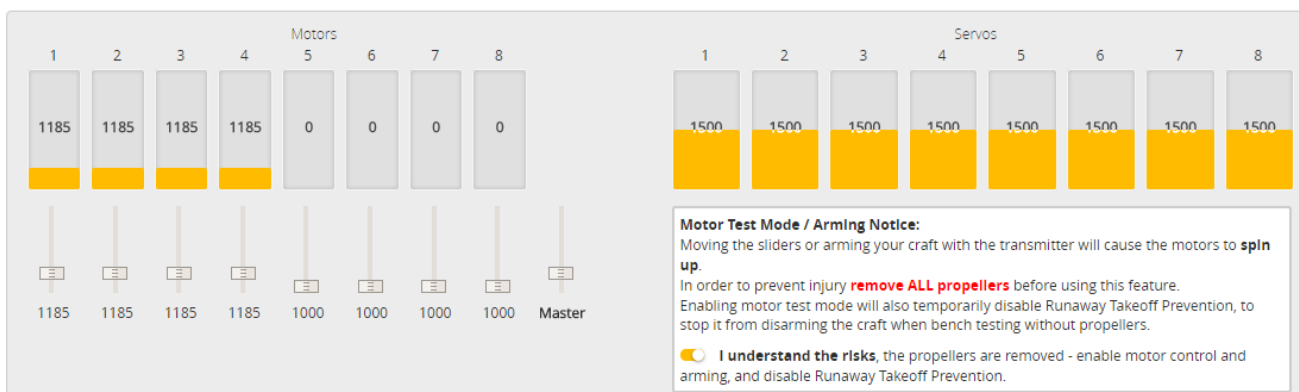 Motors
1 2 3 4 5 6 7 8
1185 1185 1185 1185 0 0 0 0
1185 1185 1185 1185 1000 1000 1000 1000 Master
Servos
1 2 3 4 5 6 7 8
1500 1500 1500 1500 1500 1500 1500 1500
Motor Test Mode / Arming Notice:
Moving the sliders or arming your craft with the transmitter will cause the motors to spin
up.
In order to prevent injury remove ALL propellers before using this feature.
Enabling motor test mode will also temporarily disable Runaway Takeoff Prevention, to
stop it from disarming the craft when bench testing without propellers.
I understand the risks, the propellers are removed - enable motor control and
arming, and disable Runaway Takeoff Prevention.